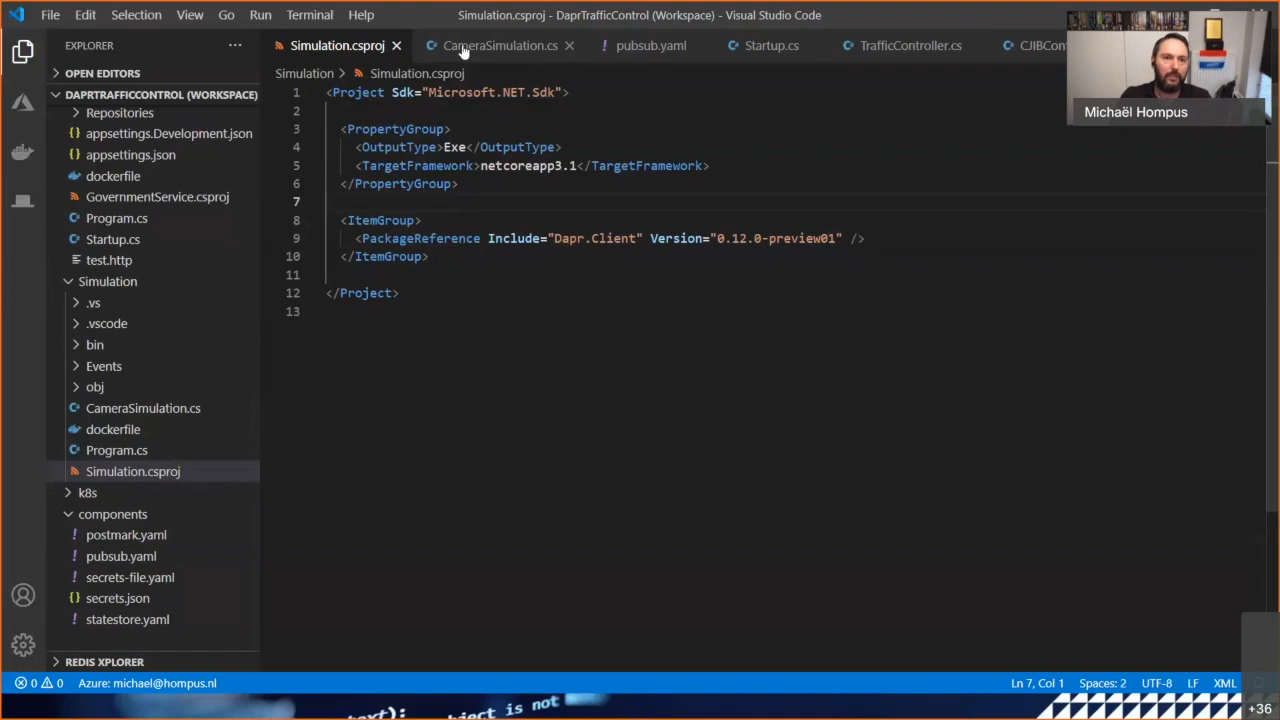 File Edit Selection View Go Run Terminal Help
Simulation.csproj - DaprTrafficControl (Workspace) - Visual Studio Code
EXPLORER
OPEN EDITORS
DAPRTRAFFICCONTROL (WORKSPACE)
Repositories
appsettings.Development.json
appsettings.json
dockerfile
GovernmentService.csproj
Program.cs
Startup.cs
test.http
Simulation
.vs
.vscode
bin
Events
obj
CameraSimulation.cs
dockerfile
Program.cs
Simulation.csproj
k8s
components
postmark.yaml
pubsub.yaml
secrets-file.yaml
secrets.json
statestore.yaml
REDIS XPLORER
Simulation.csproj CameraSimulation.cs pubsub.yaml Startup.cs TrafficController.cs CJIBCont
Simulation > Simulation.csproj
1 <Project Sdk="Microsoft.NET.Sdk">
2
3 <PropertyGroup>
4 <OutputType>Exe</OutputType>
5 <TargetFramework>netcoreapp3.1</TargetFramework>
6 </PropertyGroup>
7
8 <ItemGroup>
9 <PackageReference Include="Dapr.Client" Version="0.12.0-preview01" />
10 </ItemGroup>
11
12 </Project>
13
Michaël Hompus
0 0 Azure: michael@hompus.nl
Ln 7, Col 1 Spaces: 2 UTF-8 LF XML
text):
ject is not
+36